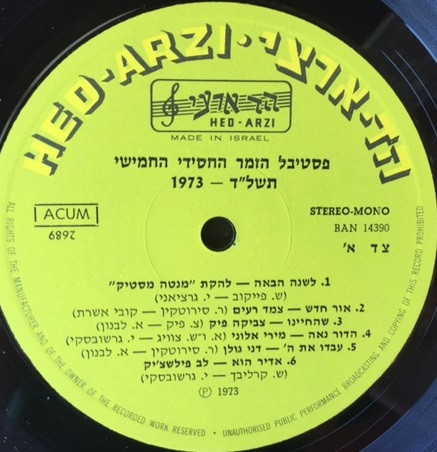 HED-ARZI · הד-ארצי
הד ארצי
HED-ARZI
MADE IN ISRAEL
פסטיבל הזמר החסידי החמישי
תשל"ד — 1973
ACUM
2689
STEREO-MONO
BAN 14390
צד א'
1. לשנה הבאה — להקת "מנטה מסטיק"
(ש. פייקוב — י. גרציאני)
2. אור חדש — צמד רעים (ר. סירוטקין — קובי אשרת)
3. שהחיינו — צביקה פיק (צ. פיק — א. לבנון)
4. הדור נאה — מירי אלוני (א. ו-ש. צוויג — י. גרשובסקי)
5. עבדו את ה' — דני גולן (ר. סירוטקין — א. לבנון)
6. אדיר הוא — לב פילשצ'יק
(ש. קרליבך — י. גרשובסקי)
Ⓟ 1973
ALL RIGHTS OF THE MANUFACTURER AND OF THE OWNER OF THE RECORDED WORK RESERVED • UNAUTHORISED PUBLIC PERFORMANCE BROADCASTING AND COPYING OF THIS RECORD PROHIBITED